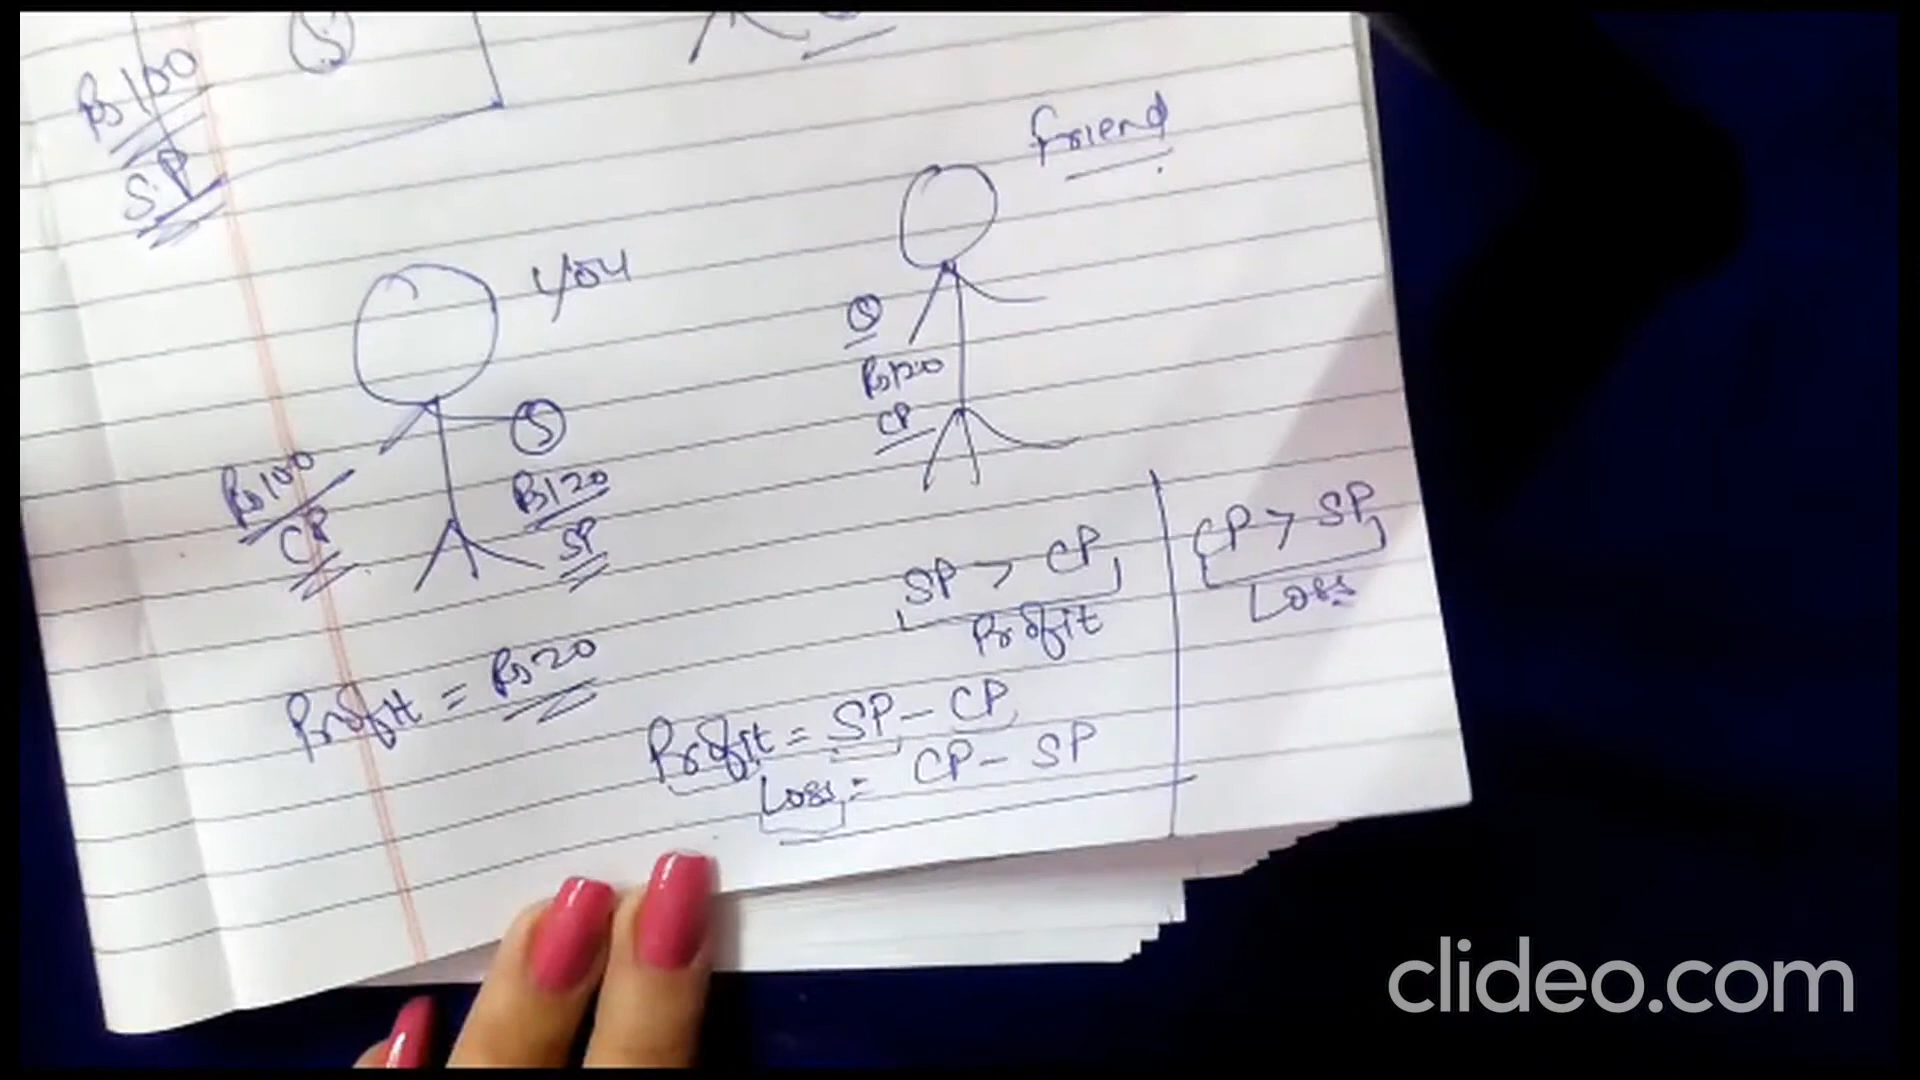 Rs100
S
S.P
friend
you
S
Rs120
CP
S
Rs100
CP
Rs120
SP
SP > CP
Profit
CP > SP
Loss
Profit = Rs20
Profit = SP - CP
Loss = CP - SP
clideo.com